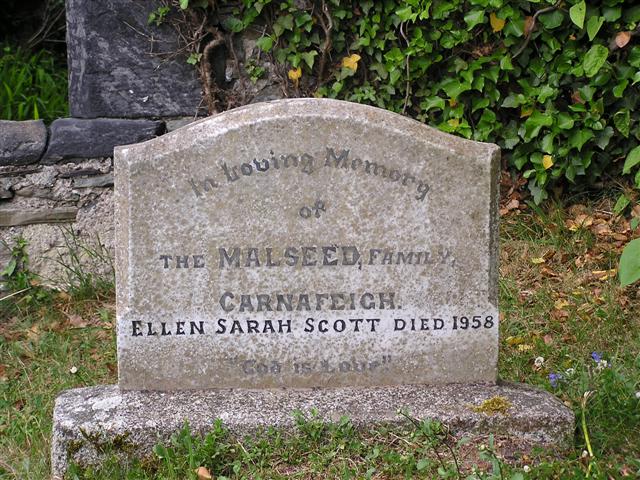 In Loving Memory
of
THE MALSEED, FAMILY.
CARNAFEIGH.
ELLEN SARAH SCOTT DIED 1958
"God is Love"